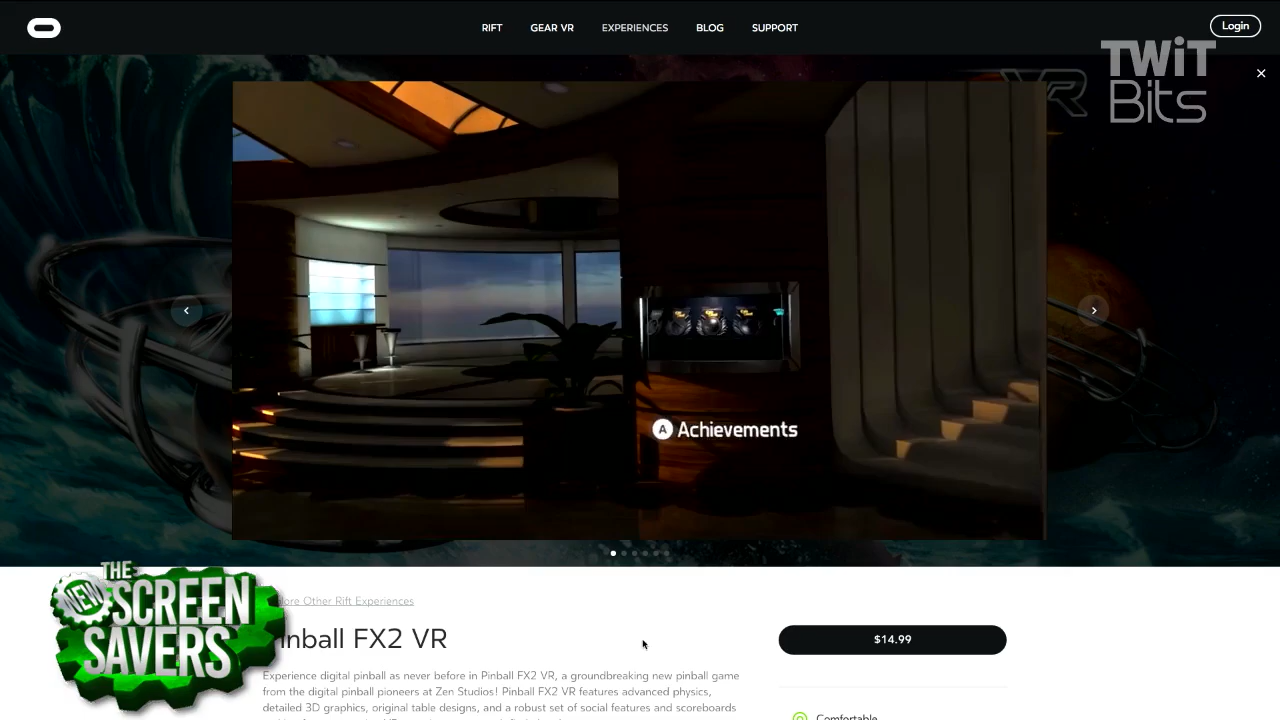 RIFT GEAR VR EXPERIENCES BLOG SUPPORT Login
TWiT
Bits
VR
A Achievements
THE
NEW
SCREEN
SAVERS
Other Rift Experiences
Pinball FX2 VR
$14.99
Experience digital pinball as never before in Pinball FX2 VR, a groundbreaking new pinball game
from the digital pinball pioneers at Zen Studios! Pinball FX2 VR features advanced physics,
detailed 3D graphics, original table designs, and a robust set of social features and scoreboards
Comfortable